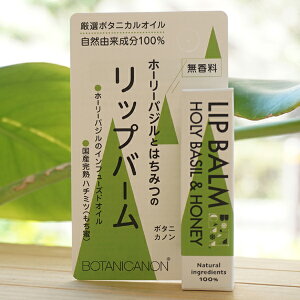 厳選ボタニカルオイル
自然由来成分100%
ホーリーバジルとはちみつの
リップバーム
●ホーリーバジルのインフューズドオイル
●国産完熟ハチミツ〈もち蜜〉
ボタニ
カノン
BOTANICANON
無香料
LIP BALM
HOLY BASIL & HONEY
Natural
ingredients
100%